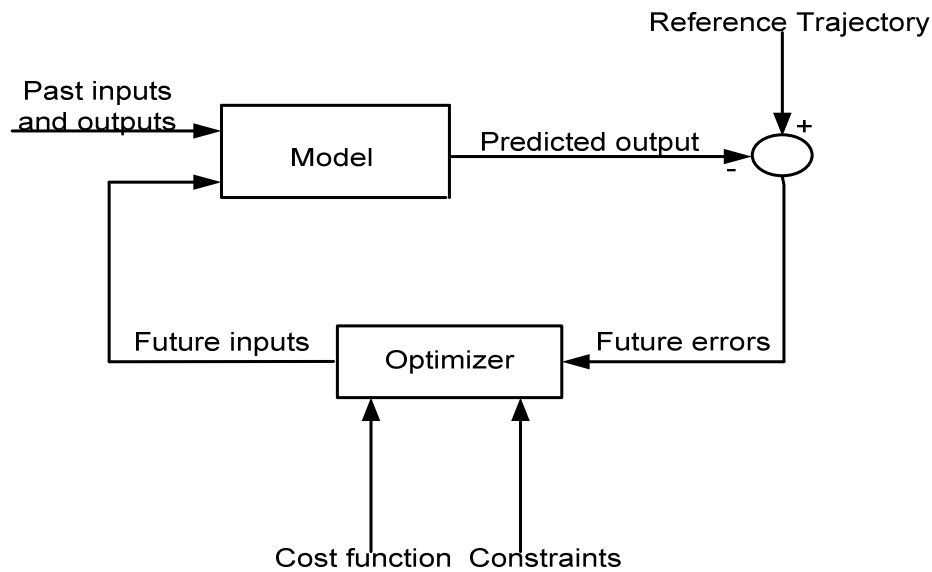 Reference Trajectory
Past inputs
and outputs
+
Model
Predicted output
-
Future inputs
Optimizer
Future errors
Cost function
Constraints